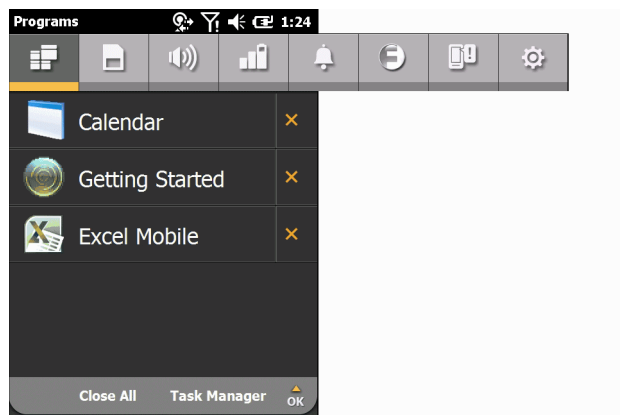 Programs 1:24
Calendar
Getting Started
Excel Mobile
Close All Task Manager OK